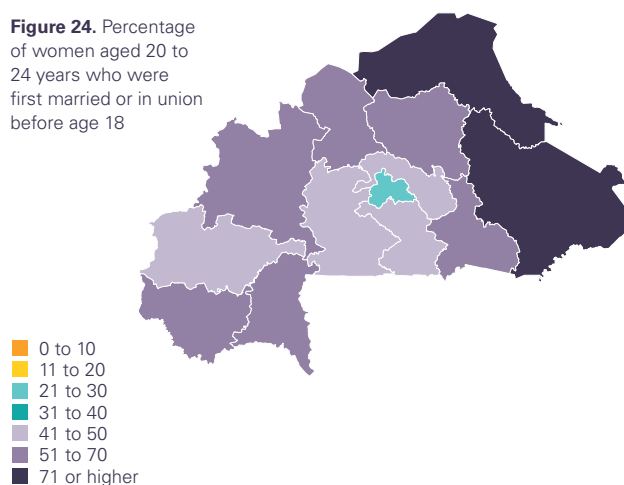 Figure 24. Percentage
of women aged 20 to
24 years who were
first married or in union
before age 18
0 to 10
11 to 20
21 to 30
31 to 40
41 to 50
51 to 70
71 or higher